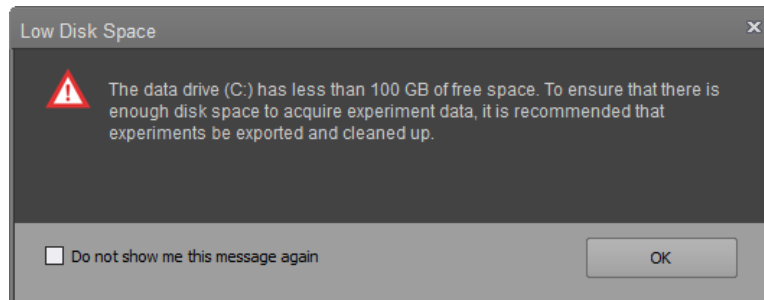 Low Disk Space
The data drive (C:) has less than 100 GB of free space. To ensure that there is
enough disk space to acquire experiment data, it is recommended that
experiments be exported and cleaned up.
Do not show me this message again
OK